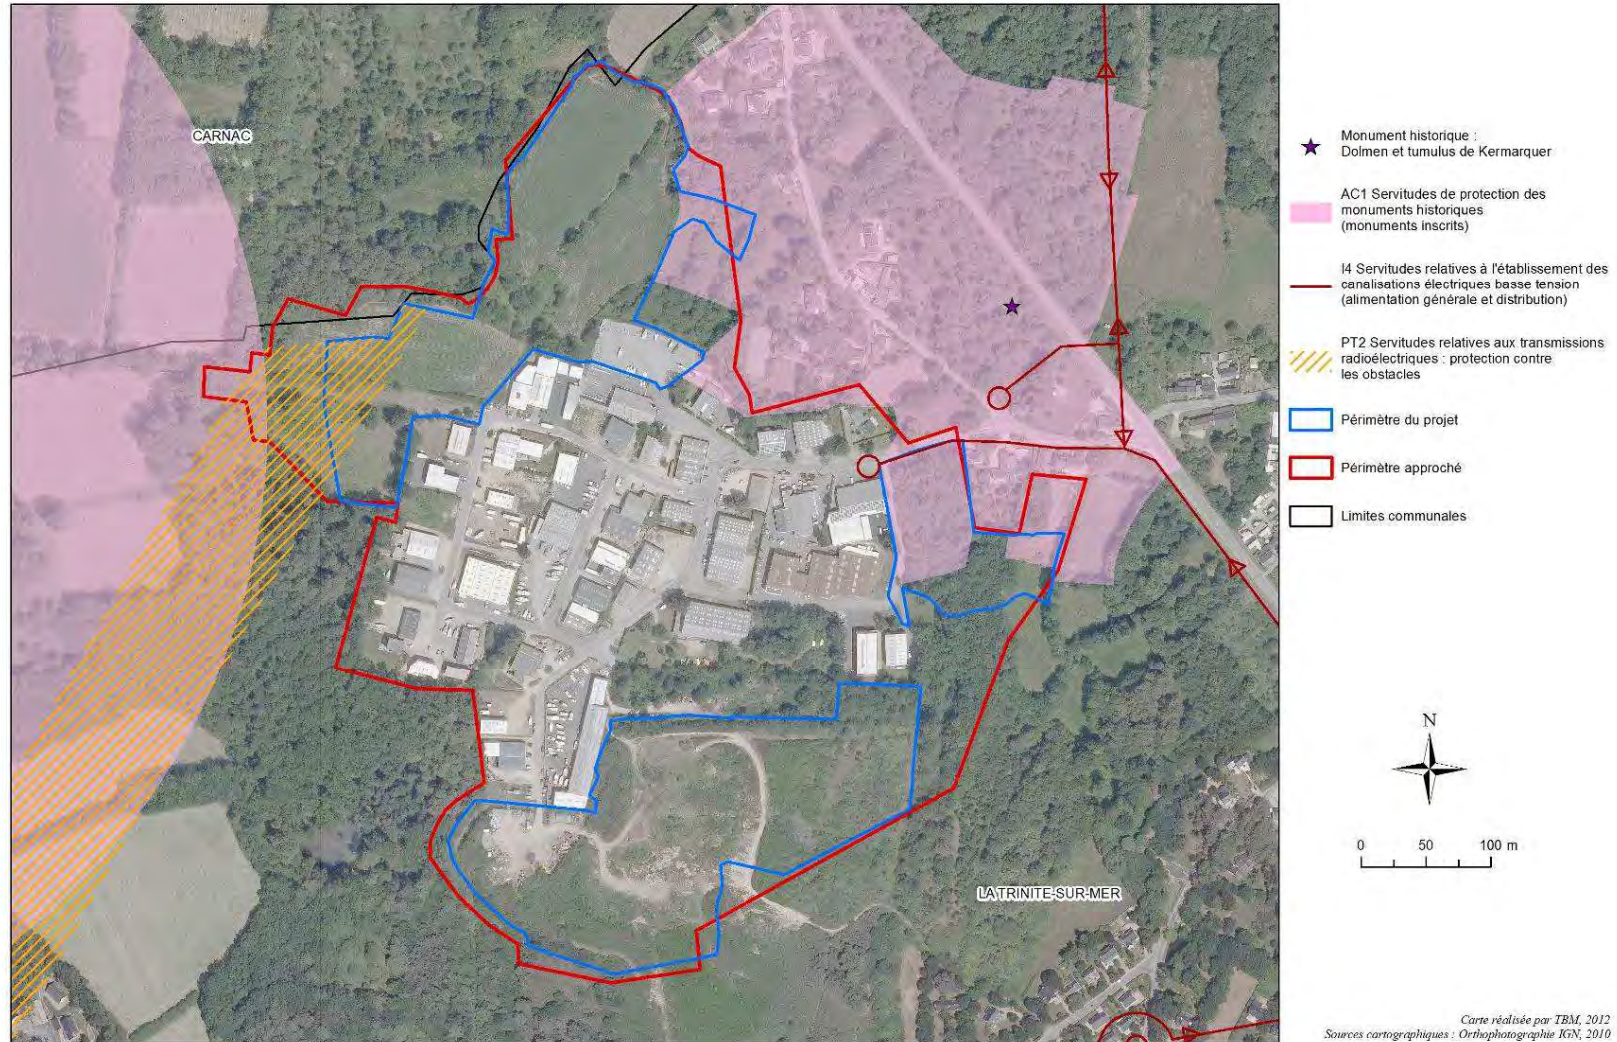 CARNAC
LA TRINITE-SUR-MER
Monument historique :
Dolmen et tumulus de Kermarquer
AC1 Servitudes de protection des
monuments historiques
(monuments inscrits)
I4 Servitudes relatives à l'établissement des
canalisations électriques basse tension
(alimentation générale et distribution)
PT2 Servitudes relatives aux transmissions
radioélectriques : protection contre
les obstacles
Périmètre du projet
Périmètre approché
Limites communales
N
0 50 100 m
Carte réalisée par TBM, 2012
Sources cartographiques : Orthophotographie IGN, 2010